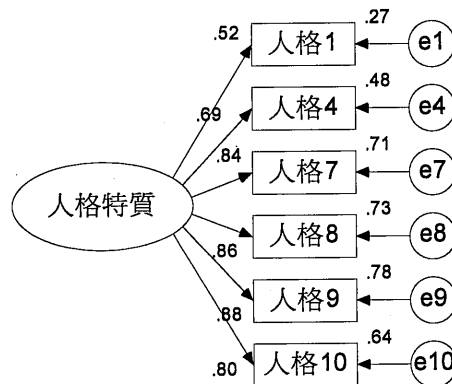 .52 人格1 .27 e1
.69 人格4 .48 e4
.84 人格7 .71 e7
人格特質
人格8 .73 e8
.86 人格9 .78 e9
.88
.80 人格10 .64 e10